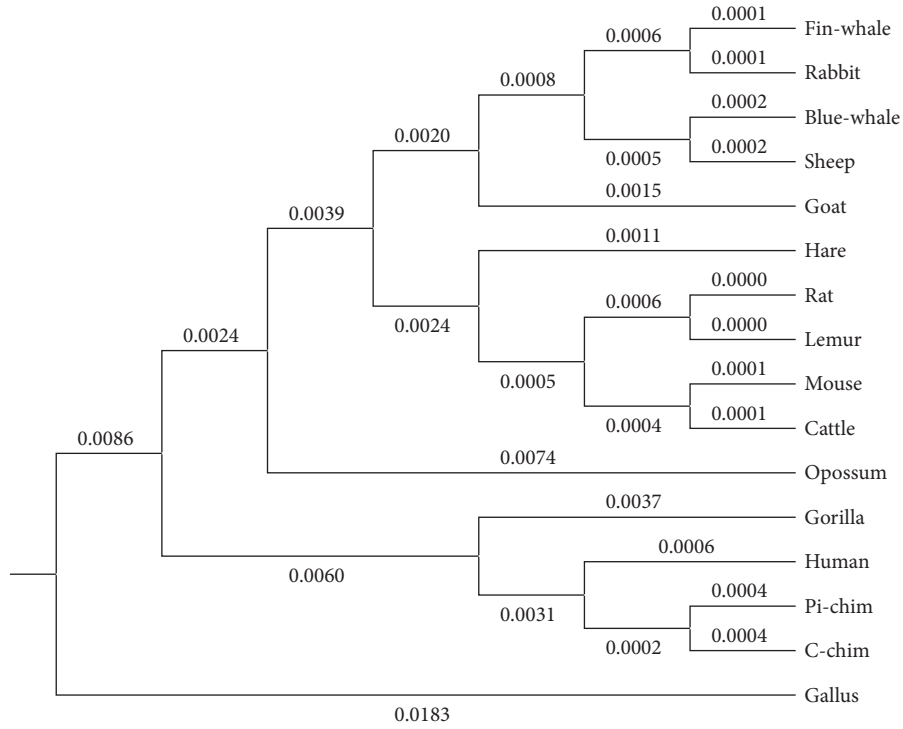 0.0001
Fin-whale
0.0006
0.0001
Rabbit
0.0008
0.0002
Blue-whale
0.0020
0.0002
0.0005
Sheep
0.0015
Goat
0.0039
0.0011
Hare
0.0000
Rat
0.0006
0.0024
0.0024
0.0000
Lemur
0.0001
Mouse
0.0005
0.0001
0.0004
Cattle
0.0086
0.0074
Opossum
0.0037
Gorilla
0.0006
Human
0.0060
0.0004
Pi-chim
0.0031
0.0004
0.0002
C-chim
Gallus
0.0183